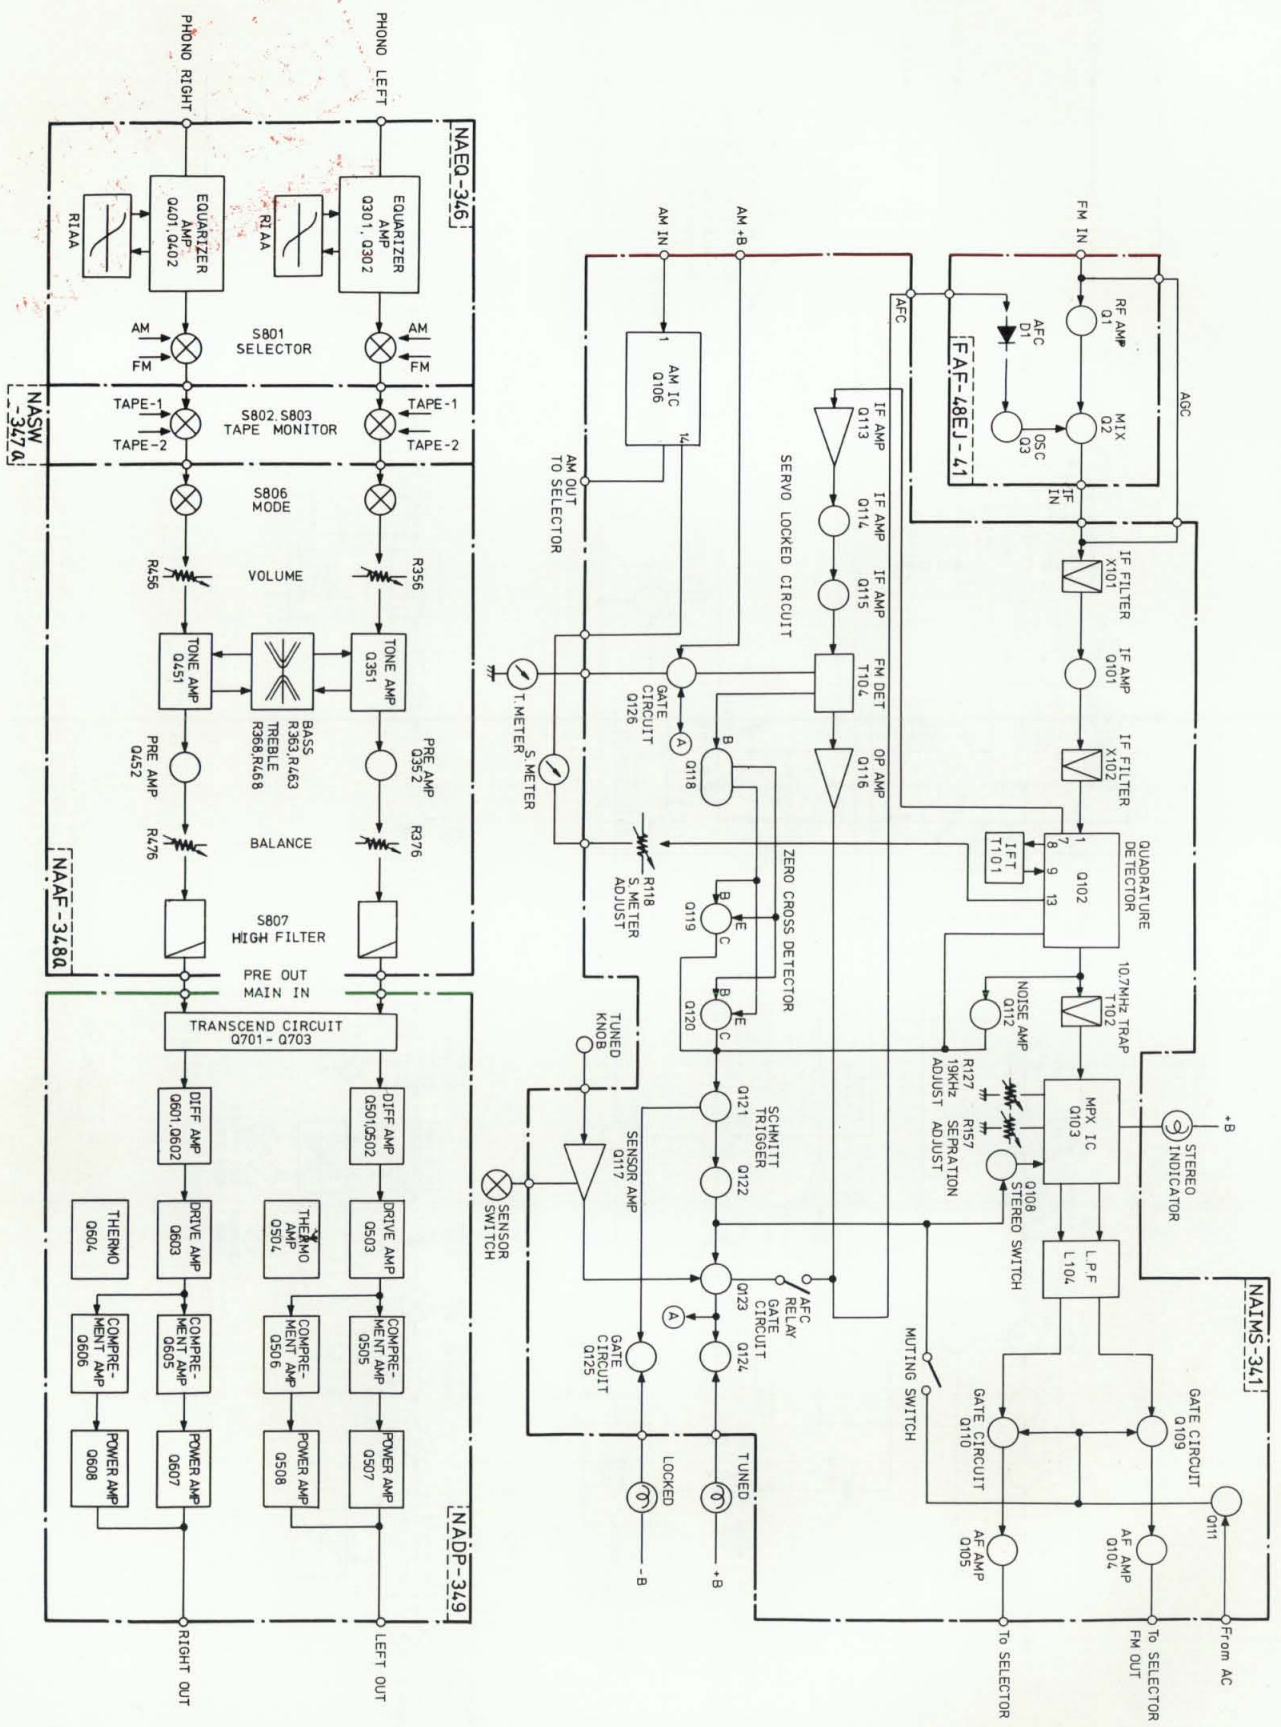 FM IN
RF AMP
Q1
MIX
Q2
AFC
D1
OSC
Q3
FAF-48EJ-41
AGC
IF
IN
AFC
IF FILTER
X101
IF AMP
Q101
IF FILTER
X102
QUADRATURE
DETECTOR
Q102
1
7
8
9
13
IFT
T101
10.7MHz TRAP
T102
NOISE AMP
Q112
MPX IC
Q103
R127
19KHz
ADJUST
R157
SEPRATION
ADJUST
Q108
STEREO SWITCH
STEREO
INDICATOR
+B
L.P.F
L104
GATE CIRCUIT
Q109
GATE CIRCUIT
Q110
AF AMP
Q104
AF AMP
Q105
Q111
From AC
To SELECTOR
FM OUT
To SELECTOR
NAIMS-341
MUTING SWITCH
AM +B
AM IN
1
AM IC
Q106
14
AM OUT
TO SELECTOR
IF AMP
Q113
IF AMP
Q114
IF AMP
Q115
SERVO LOCKED CIRCUIT
FM DET
T104
OP AMP
Q116
GATE
CIRCUIT
Q126
A
T.METER
S.METER
B
Q118
R118
S METER
ADJUST
ZERO CROSS DETECTOR
B
E
C
Q119
B
E
C
Q120
TUNED
KNOB
SENSOR AMP
Q117
SENSOR
SWITCH
SCHMITT
TRIGGER
Q121
Q122
Q123
AFC
RELAY
GATE
CIRCUIT
A
Q124
GATE
CIRCUIT
Q125
TUNED
+B
LOCKED
-B
PHONO LEFT
PHONO RIGHT
NAEQ-346
EQUARIZER
AMP
Q301, Q302
RIAA
EQUARIZER
AMP
Q401,Q402
RIAA
AM
FM
S801
SELECTOR
AM
FM
TAPE-1
TAPE-2
S802.S803
TAPE MONITOR
TAPE-1
TAPE-2
NASW
-347a
S806
MODE
R356
VOLUME
R456
TONE AMP
Q351
TONE AMP
Q451
BASS
R363,R463
TREBLE
R368,R468
PRE AMP
Q352
PRE AMP
Q452
R376
BALANCE
R476
S807
HIGH FILTER
NAAF-348a
PRE OUT
MAIN IN
TRANSCEND CIRCUIT
Q701~Q703
DIFF AMP
Q501,Q502
DIFF AMP
Q601,Q602
DRIVE AMP
Q503
THERMO
AMP
Q504
DRIVE AMP
Q603
THERMO
Q604
COMPRE-
MENT AMP
Q505
COMPRE-
MENT AMP
Q506
COMPRE-
MENT AMP
Q605
COMPRE-
MENT AMP
Q606
POWER AMP
Q507
POWER AMP
Q508
POWER AMP
Q607
POWER AMP
Q608
NADP-349
LEFT OUT
RIGHT OUT